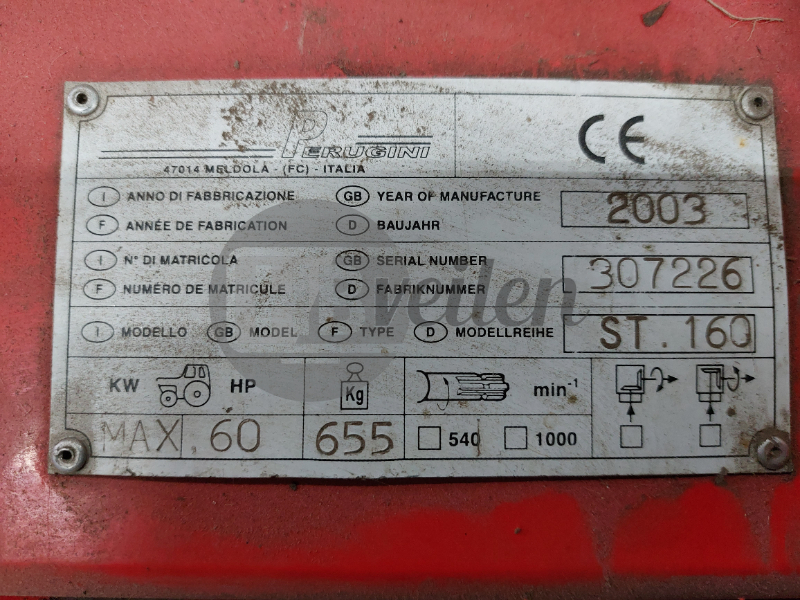 PERUGINI
47014 MELDOLA - (FC) - ITALIA
CE
I ANNO DI FABBRICAZIONE GB YEAR OF MANUFACTURE 2003
F ANNÉE DE FABRICATION D BAUJAHR
I N° DI MATRICOLA GB SERIAL NUMBER 307226
F NUMÉRO DE MATRICULE D FABRIKNUMMER
veilen
I MODELLO GB MODEL F TYPE D MODELLREIHE ST.160
KW HP Kg min-1
MAX.60 655 540 1000